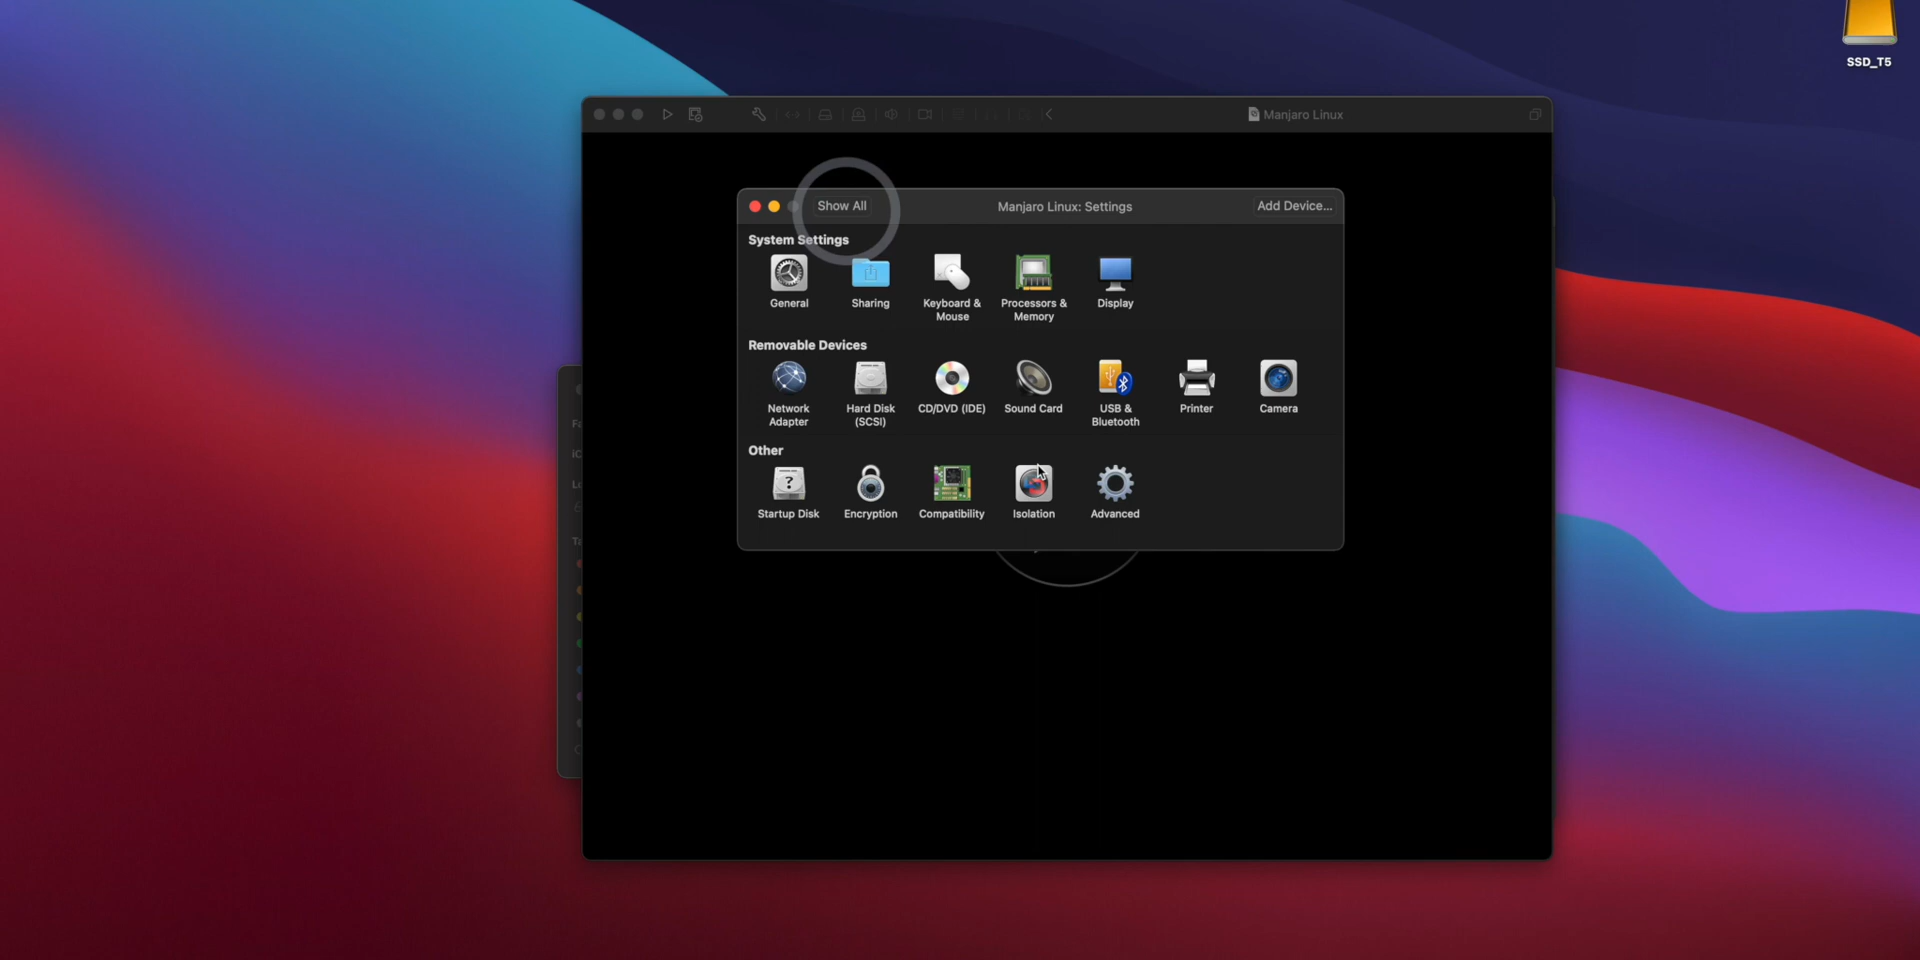 SSD_T5
Manjaro Linux
Show All
Manjaro Linux: Settings
Add Device...
System Settings
General
Sharing
Keyboard &
Mouse
Processors &
Memory
Display
Removable Devices
Network
Adapter
Hard Disk
(SCSI)
CD/DVD (IDE)
Sound Card
USB &
Bluetooth
Printer
Camera
Other
Startup Disk
Encryption
Compatibility
Isolation
Advanced